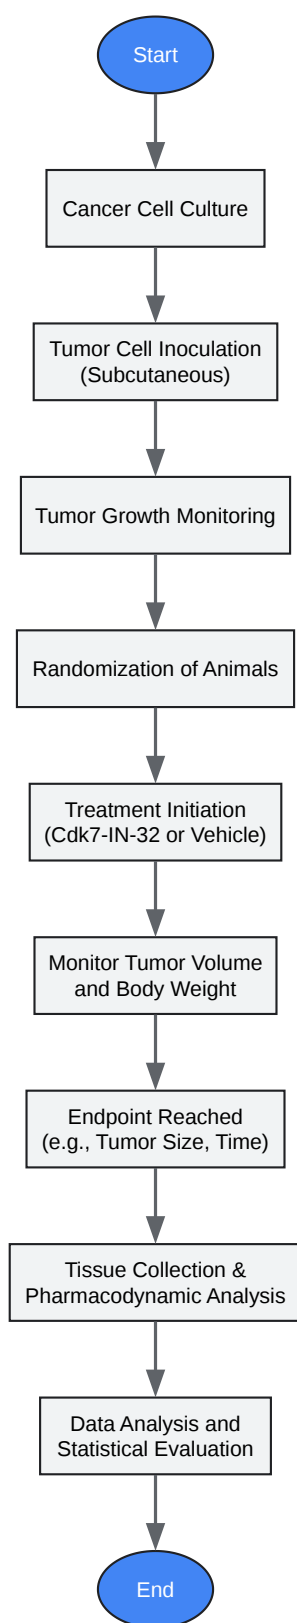 Start
Cancer Cell Culture
Tumor Cell Inoculation
(Subcutaneous)
Tumor Growth Monitoring
Randomization of Animals
Treatment Initiation
(Cdk7-IN-32 or Vehicle)
Monitor Tumor Volume
and Body Weight
Endpoint Reached
(e.g., Tumor Size, Time)
Tissue Collection &
Pharmacodynamic Analysis
Data Analysis and
Statistical Evaluation
End